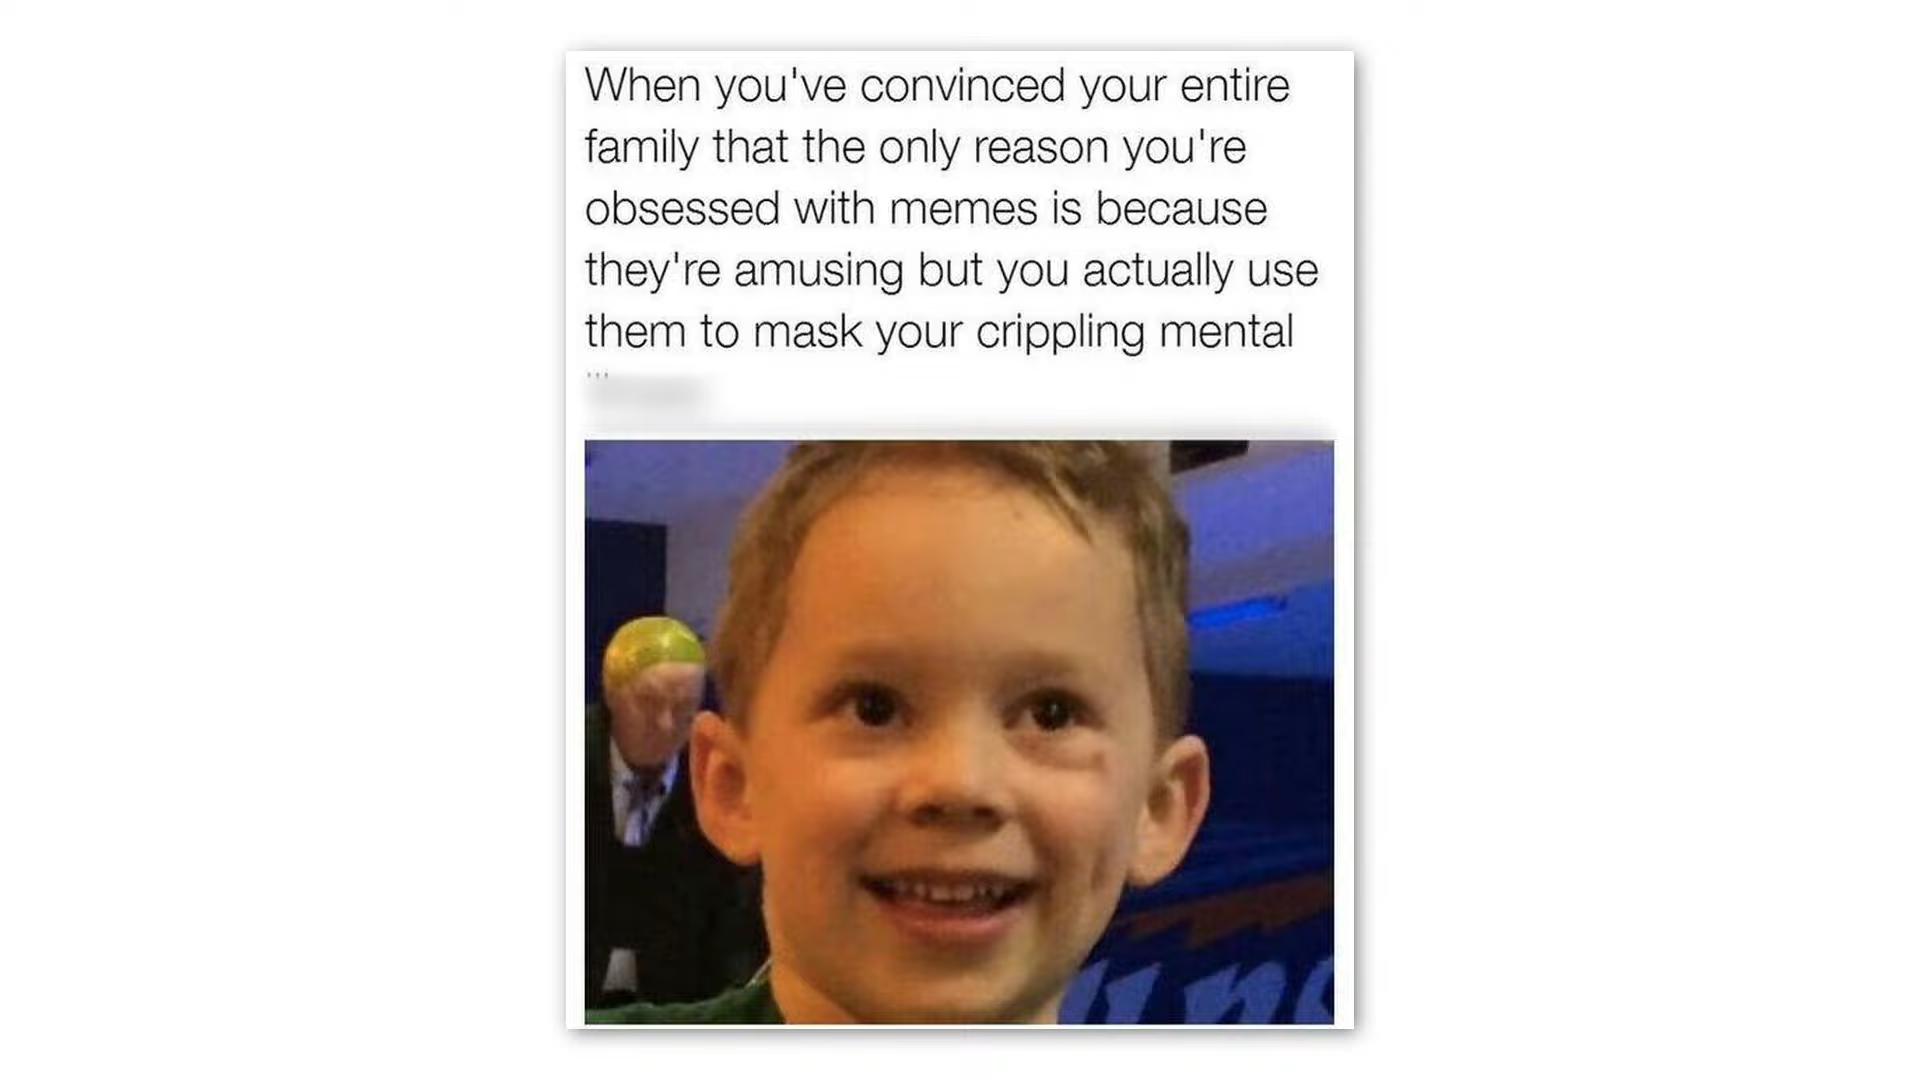 When you've convinced your entire
family that the only reason you're
obsessed with memes is because
they're amusing but you actually use
them to mask your crippling mental